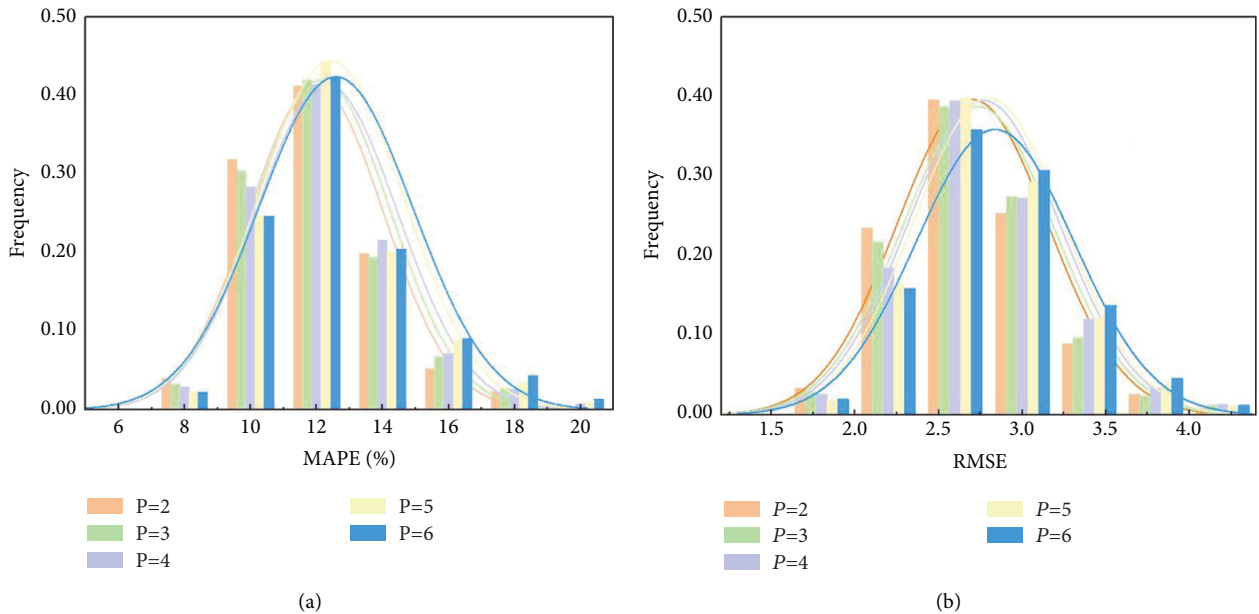 0.50
0.40
0.30
0.20
0.10
0.00
Frequency
6 8 10 12 14 16 18 20
MAPE (%)
P=2
P=3
P=4
P=5
P=6
(a)
0.50
0.40
0.30
0.20
0.10
0.00
Frequency
1.5 2.0 2.5 3.0 3.5 4.0
RMSE
P=2
P=3
P=4
P=5
P=6
(b)